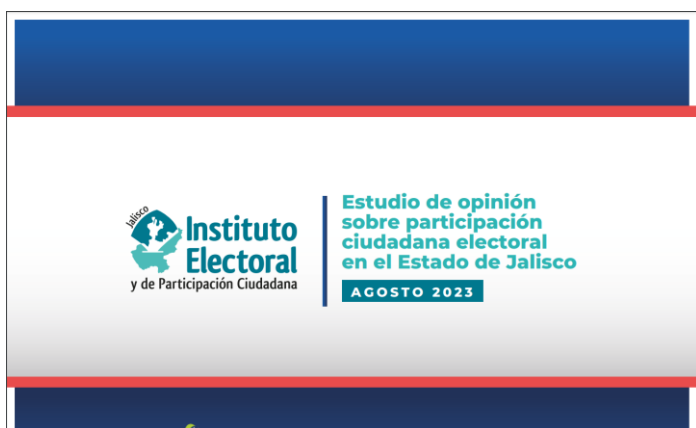 Jalisco
Instituto
Electoral
y de Participación Ciudadana
Estudio de opinión
sobre participación
ciudadana electoral
en el Estado de Jalisco
AGOSTO 2023